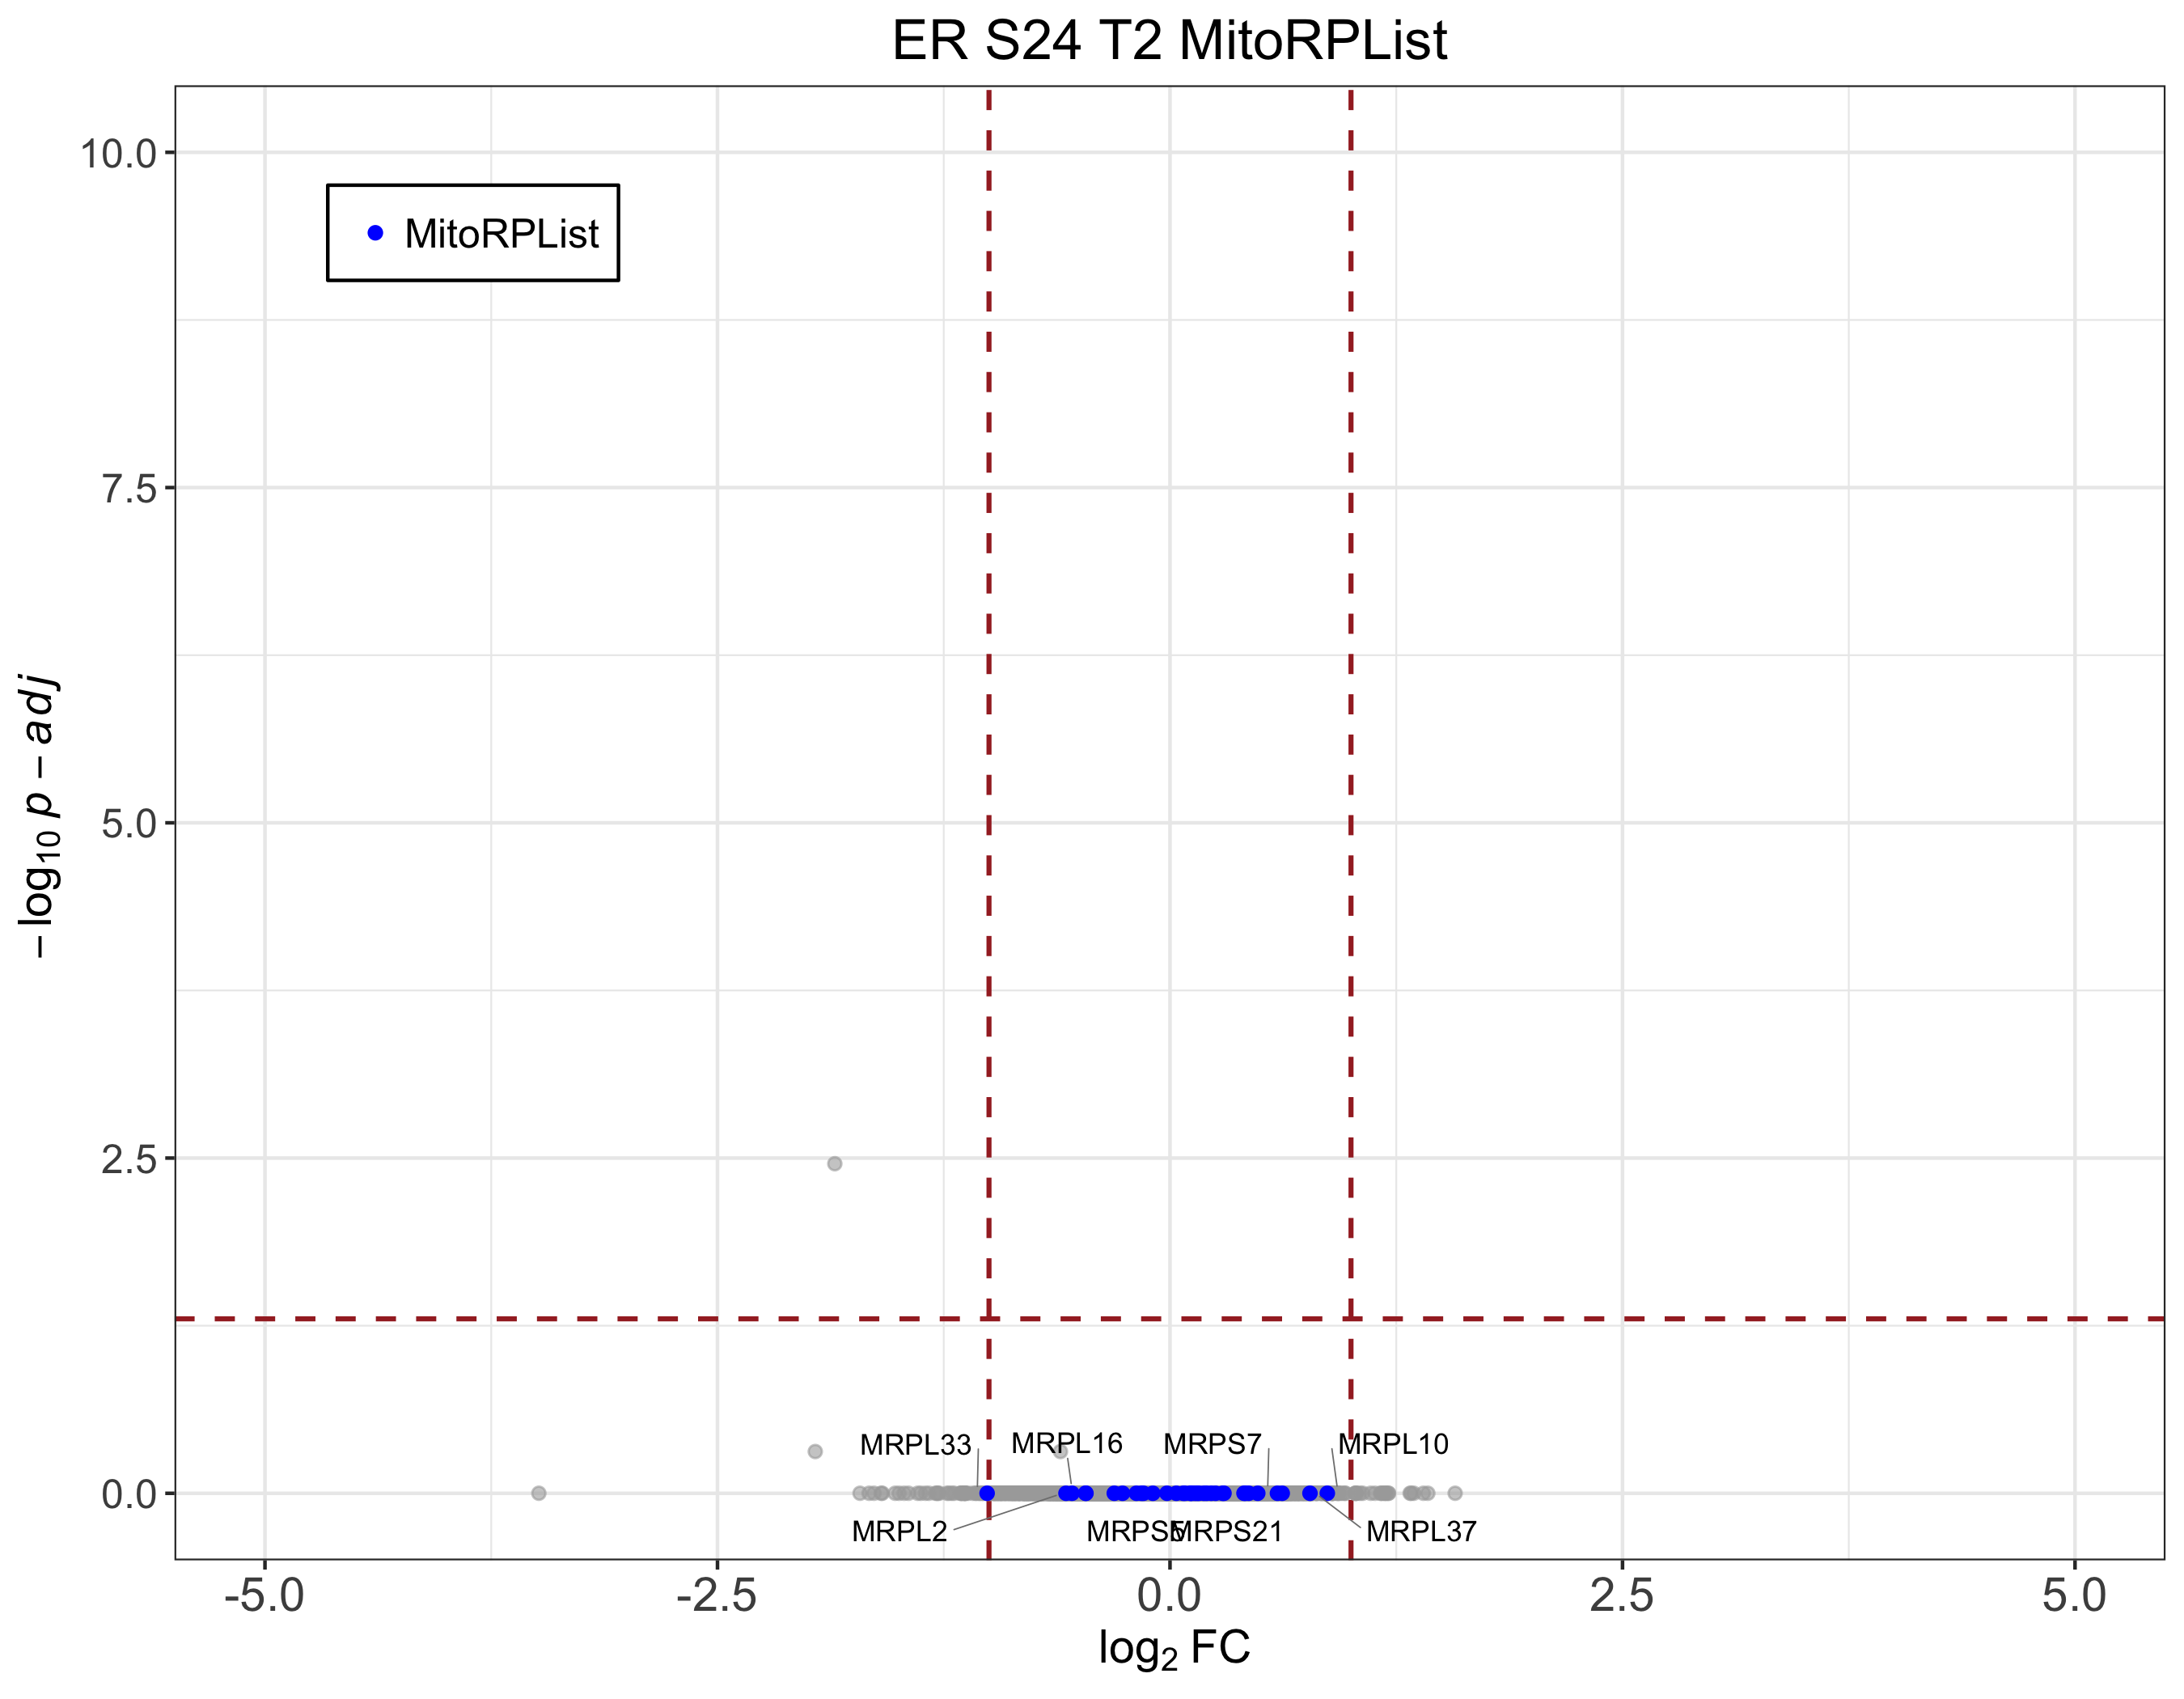 ER S24 T2 MitoRPList
MitoRPList
10.0
7.5
5.0
2.5
0.0
−log10 p − adj
MRPL33 MRPL16 MRPS7 MRPL10
MRPL2 MRPS21 MRPL37
-5.0 -2.5 0.0 2.5 5.0
log2 FC